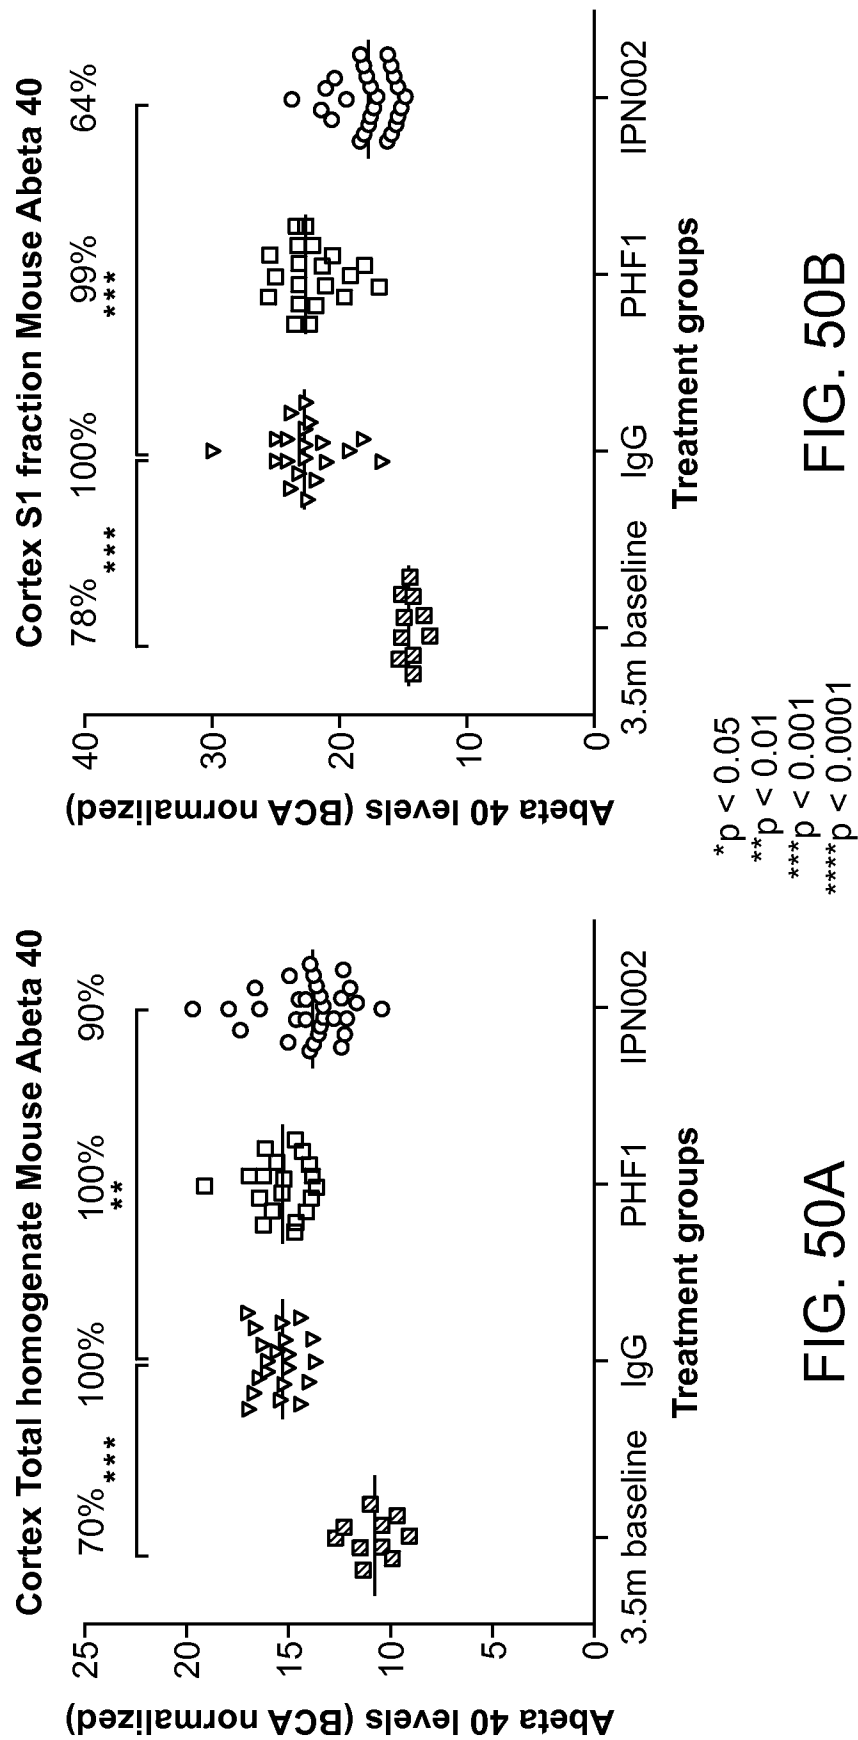 Cortex Total homogenate Mouse Abeta 40
70% 100% 100% 90%
*** **
Abeta 40 levels (BCA normalized)
25
20
15
10
5
0
3.5m baseline IgG PHF1 IPN002
Treatment groups
FIG. 50A
Cortex S1 fraction Mouse Abeta 40
78% 100% 99% 64%
*** ***
Abeta 40 levels (BCA normalized)
40
30
20
10
0
3.5m baseline IgG PHF1 IPN002
Treatment groups
*p < 0.05
**p < 0.01
***p < 0.001
****p < 0.0001
FIG. 50B